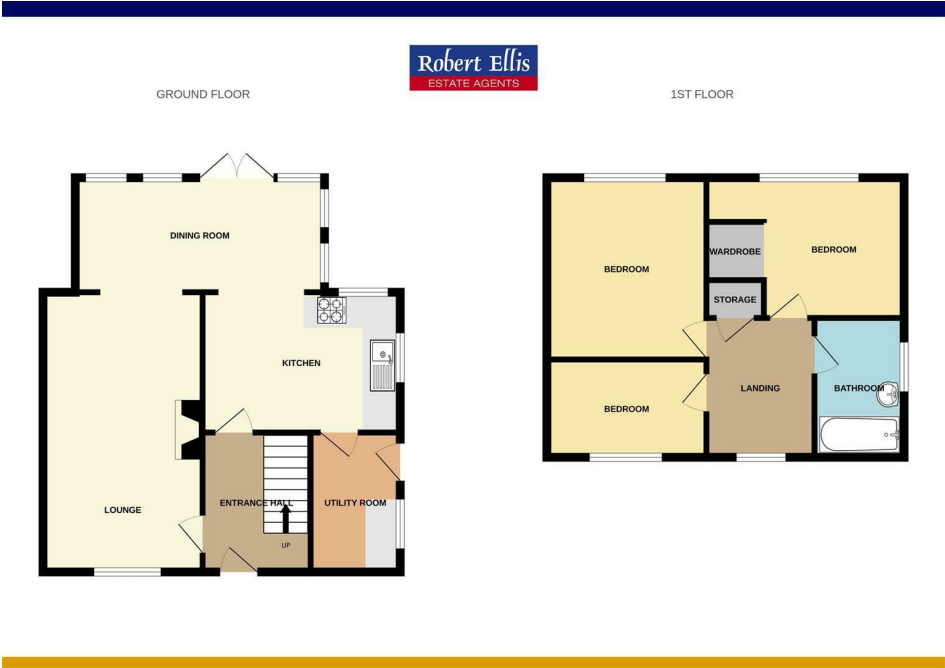 Robert Ellis
ESTATE AGENTS
GROUND FLOOR
DINING ROOM
KITCHEN
LOUNGE
ENTRANCE HALL
UTILITY ROOM
UP
1ST FLOOR
BEDROOM
WARDROBE
BEDROOM
STORAGE
BEDROOM
LANDING
BATHROOM